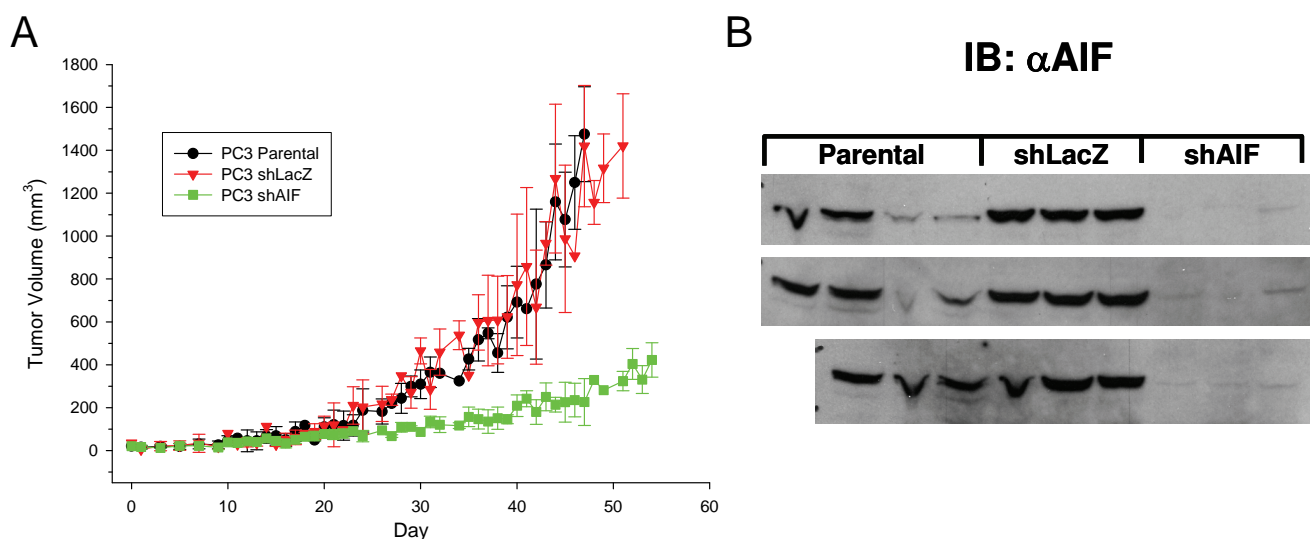 A
Tumor Volume (mm³)
1800
1600
1400
1200
1000
800
600
400
200
0
PC3 Parental
PC3 shLacZ
PC3 shAIF
0 10 20 30 40 50 60
Day
B
IB: αAIF
Parental shLacZ shAIF